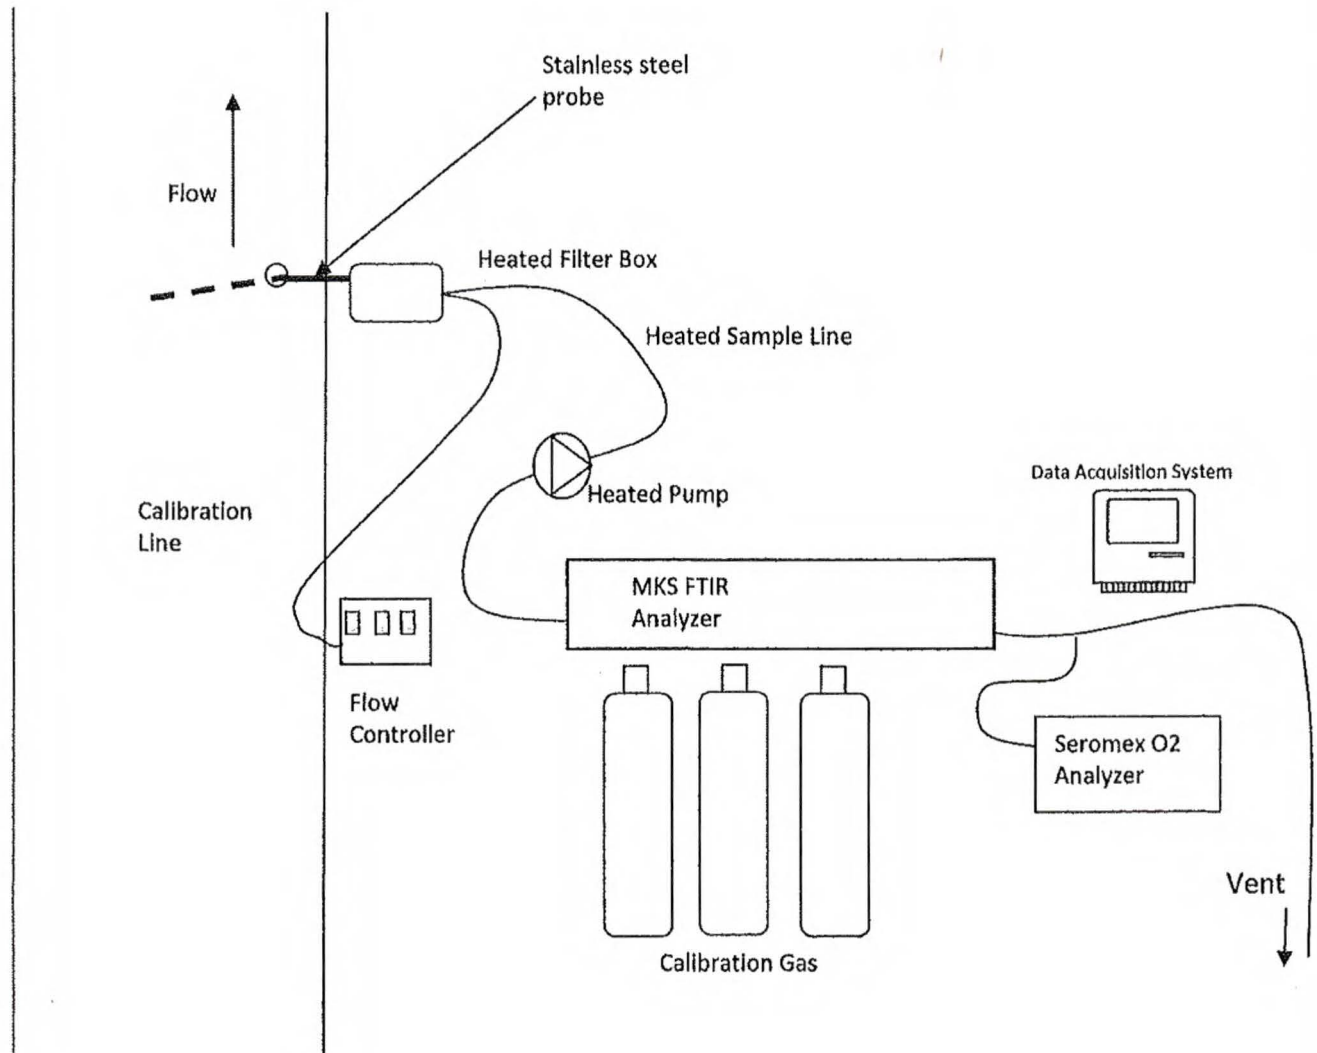 Stainless steel
probe
Flow
Heated Filter Box
Heated Sample Line
Data Acquisition System
Heated Pump
Calibration
Line
MKS FTIR
Analyzer
Flow
Controller
Seromex O2
Analyzer
Vent
Calibration Gas